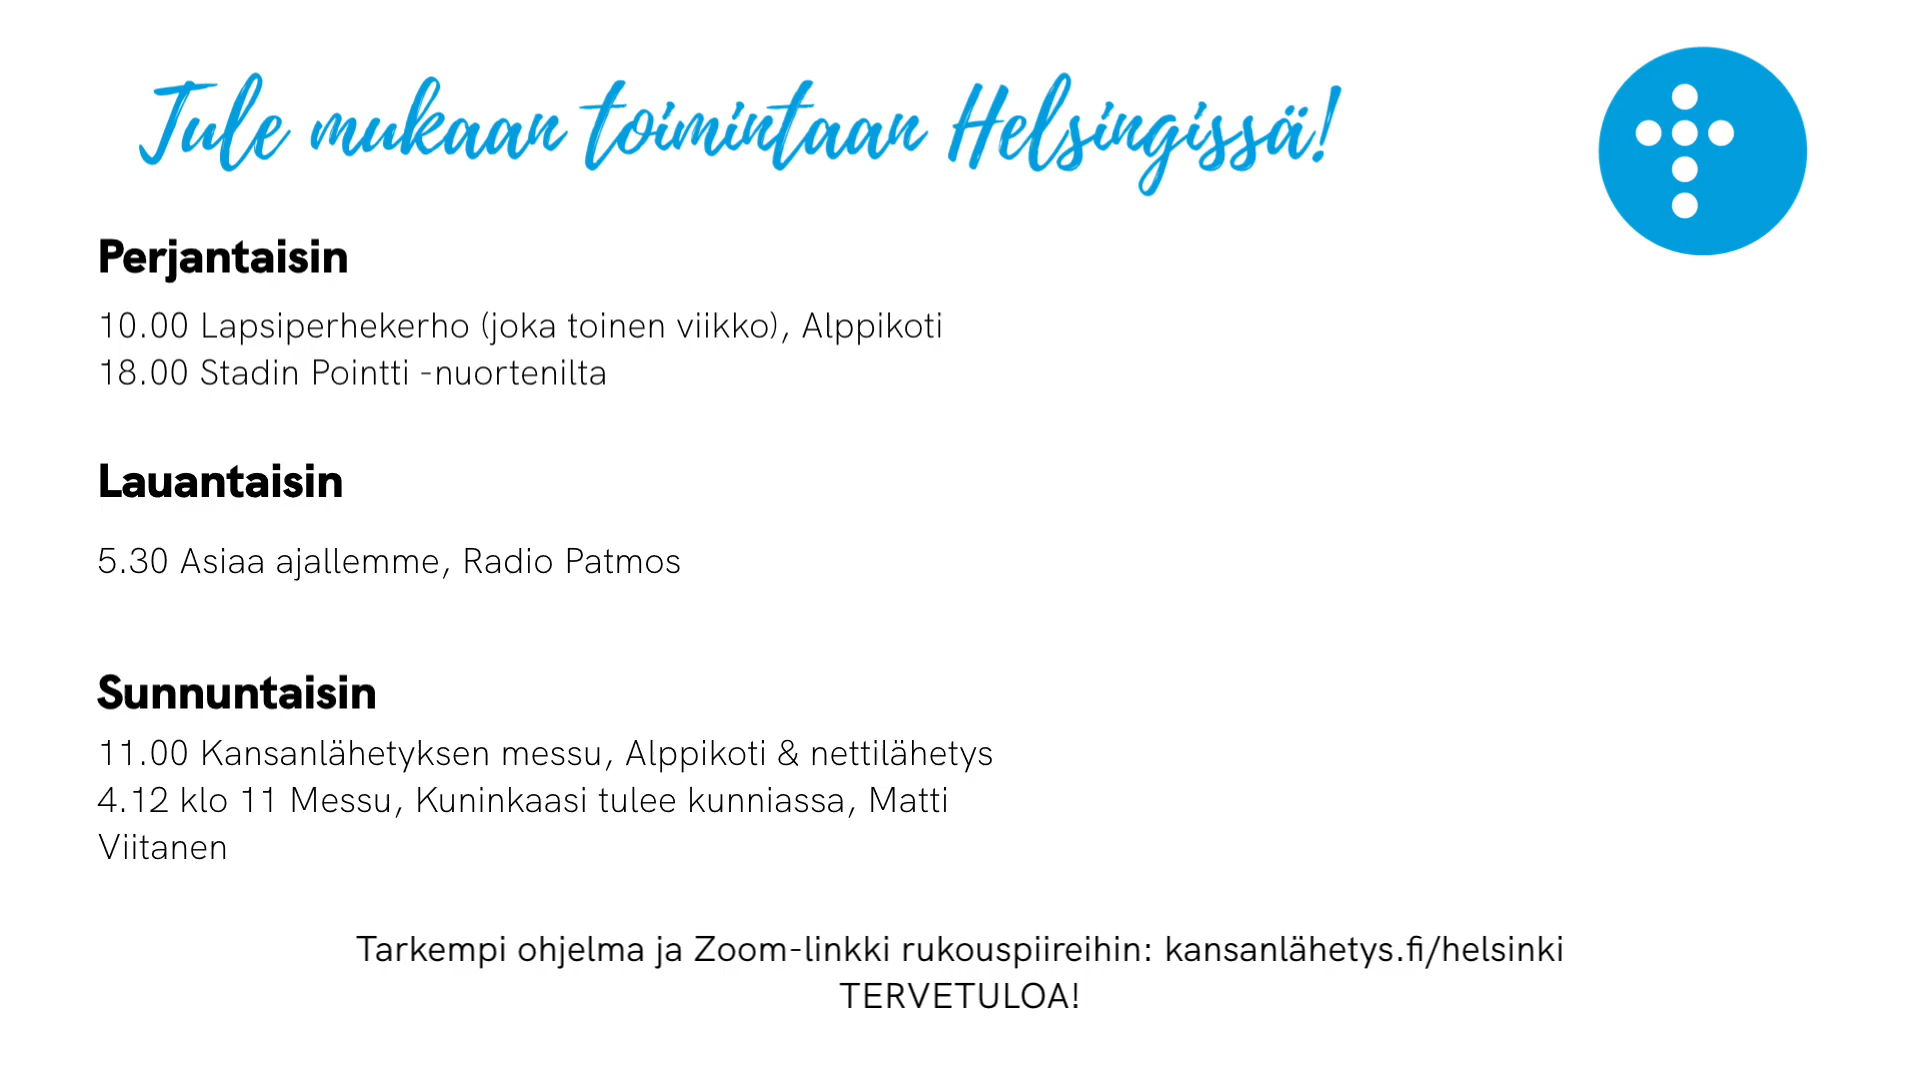 Tule mukaan toimintaan Helsingissä!
Perjantaisin
10.00 Lapsiperhekerho (joka toinen viikko), Alppikoti
18.00 Stadin Pointti -nuortenilta
Lauantaisin
5.30 Asiaa ajallemme, Radio Patmos
Sunnuntaisin
11.00 Kansanlähetyksen messu, Alppikoti & nettilähetys
4.12 klo 11 Messu, Kuninkaasi tulee kunniassa, Matti
Viitanen
Tarkempi ohjelma ja Zoom-linkki rukouspiireihin: kansanlähetys.fi/helsinki
TERVETULOA!